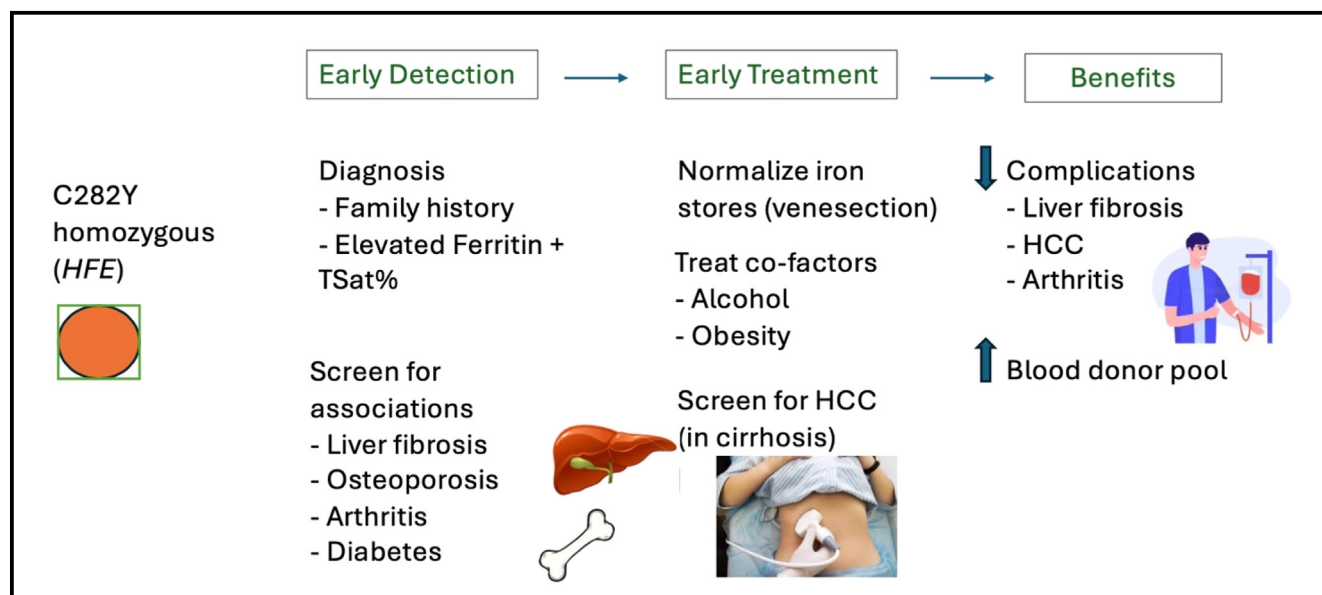 Early Detection
Early Treatment
Benefits
C282Y
homozygous
(HFE)
Diagnosis
- Family history
- Elevated Ferritin +
TSat%
Screen for
associations
- Liver fibrosis
- Osteoporosis
- Arthritis
- Diabetes
Normalize iron
stores (venesection)
Treat co-factors
- Alcohol
- Obesity
Screen for HCC
(in cirrhosis)
Complications
- Liver fibrosis
- HCC
- Arthritis
Blood donor pool